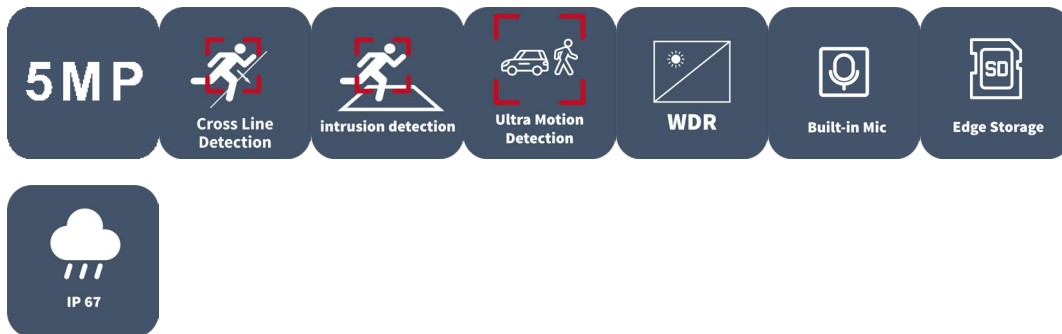 5MP
Cross Line
Detection
intrusion detection
Ultra Motion
Detection
WDR
Built-in Mic
SD
Edge Storage
IP 67